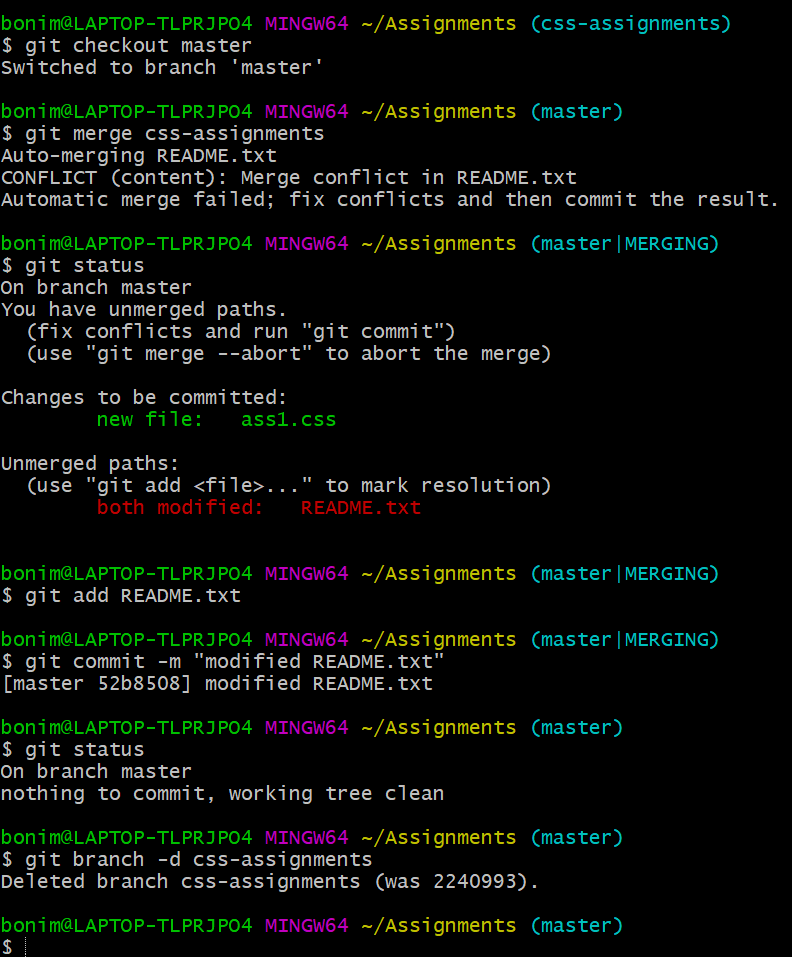 bonim@LAPTOP-TLPRJPO4 MINGW64 ~/Assignments (css-assignments)
$ git checkout master
Switched to branch 'master'
bonim@LAPTOP-TLPRJPO4 MINGW64 ~/Assignments (master)
$ git merge css-assignments
Auto-merging README.txt
CONFLICT (content): Merge conflict in README.txt
Automatic merge failed; fix conflicts and then commit the result.
bonim@LAPTOP-TLPRJPO4 MINGW64 ~/Assignments (master|MERGING)
$ git status
On branch master
You have unmerged paths.
  (fix conflicts and run "git commit")
  (use "git merge --abort" to abort the merge)
Changes to be committed:
        new file:   ass1.css
Unmerged paths:
  (use "git add <file>..." to mark resolution)
        both modified:   README.txt
bonim@LAPTOP-TLPRJPO4 MINGW64 ~/Assignments (master|MERGING)
$ git add README.txt
bonim@LAPTOP-TLPRJPO4 MINGW64 ~/Assignments (master|MERGING)
$ git commit -m "modified README.txt"
[master 52b8508] modified README.txt
bonim@LAPTOP-TLPRJPO4 MINGW64 ~/Assignments (master)
$ git status
On branch master
nothing to commit, working tree clean
bonim@LAPTOP-TLPRJPO4 MINGW64 ~/Assignments (master)
$ git branch -d css-assignments
Deleted branch css-assignments (was 2240993).
bonim@LAPTOP-TLPRJPO4 MINGW64 ~/Assignments (master)
$